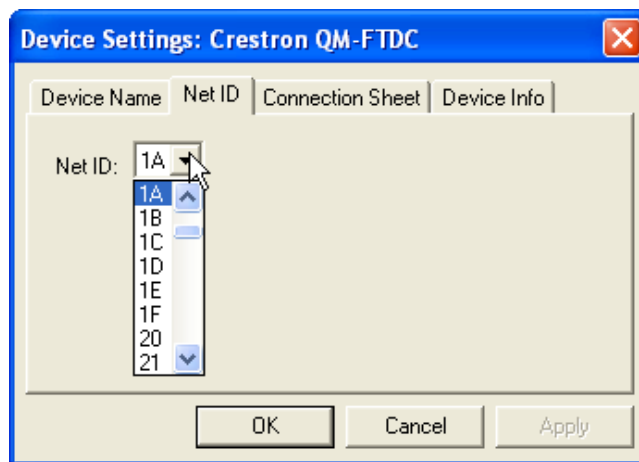 Device Settings: Crestron QM-FTDC
Device Name Net ID Connection Sheet Device Info
Net ID: 1A
1A
1B
1C
1D
1E
1F
20
21
OK Cancel Apply